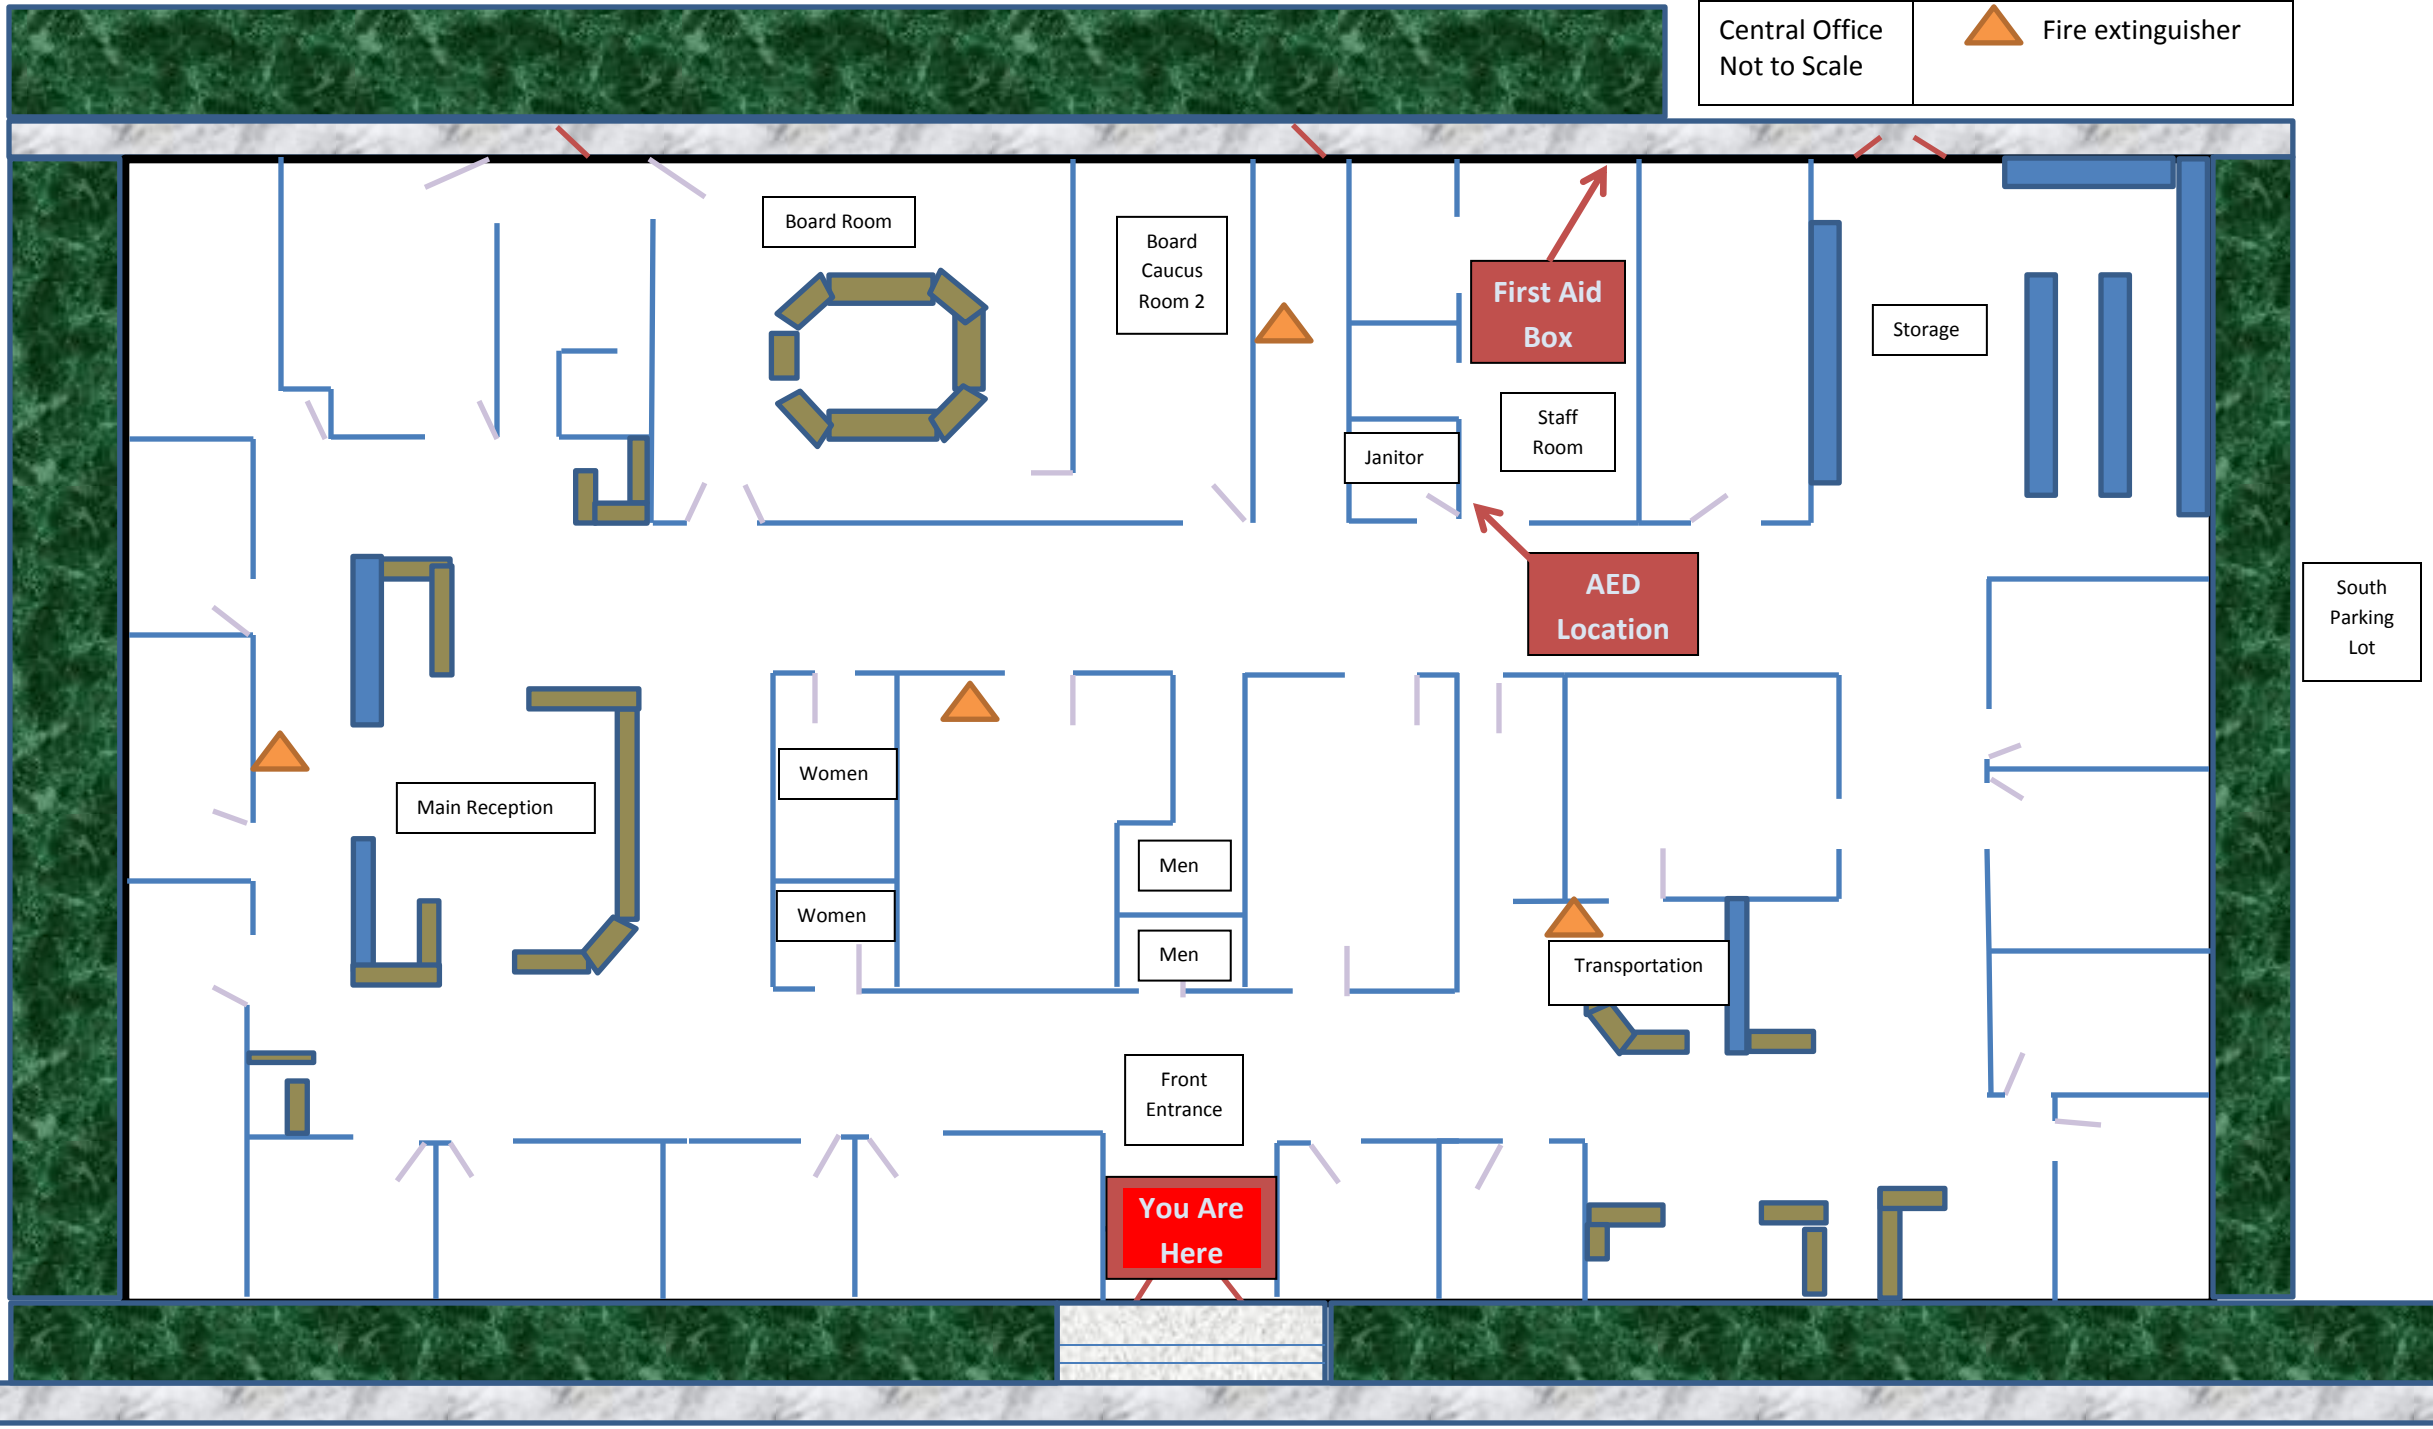 Central Office
Not to Scale
Fire extinguisher
Board Room
Board
Caucus
Room 2
First Aid
Box
Storage
Staff
Room
Janitor
AED
Location
South
Parking
Lot
Women
Main Reception
Men
Women
Men
Transportation
Front
Entrance
You Are
Here